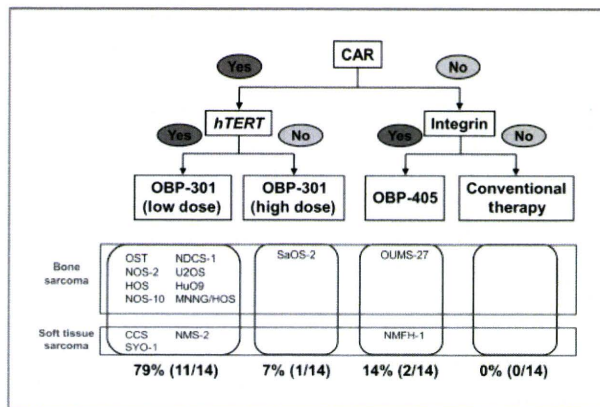 CAR
Yes No
hTERT Integrin
Yes No Yes No
OBP-301 (low dose) OBP-301 (high dose) OBP-405 Conventional therapy
Bone sarcoma
OST NDCS-1 SaOS-2 OUMS-27
NOS-2 U2OS
HOS HuO9
NOS-10 MNNG/HOS
Soft tissue sarcoma
CCS NMS-2 NMFH-1
SYO-1
79% (11/14) 7% (1/14) 14% (2/14) 0% (0/14)